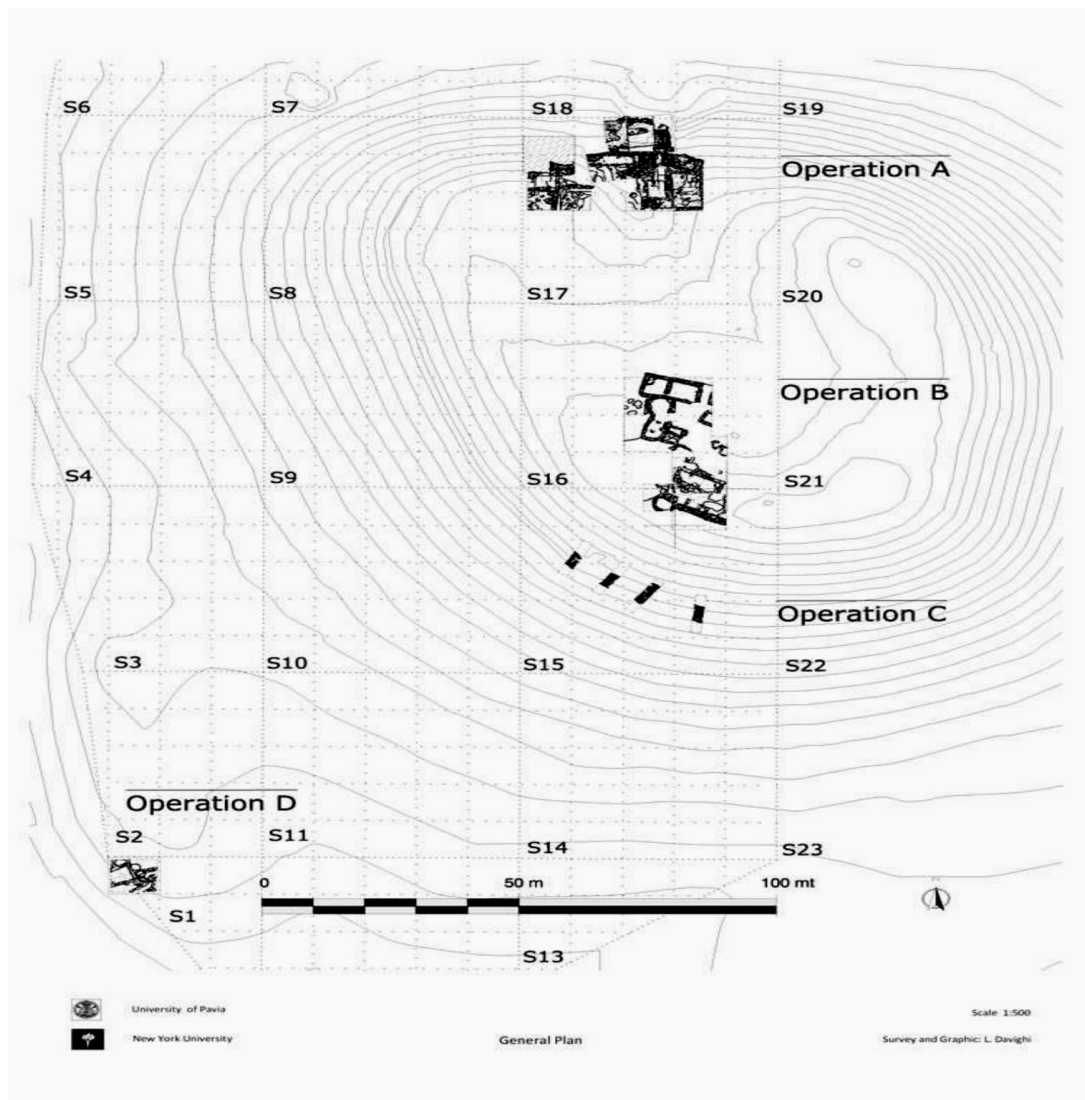 S6 S7 S18 S19
Operation A
S5 S8 S17 S20
Operation B
S4 S9 S16 S21
Operation C
S3 S10 S15 S22
Operation D
S2 S11 S14 S23
0 50 m 100 mt
S1
S13
University of Pavia
Scale 1:500
New York University General Plan Survey and Graphic: L. Davighi